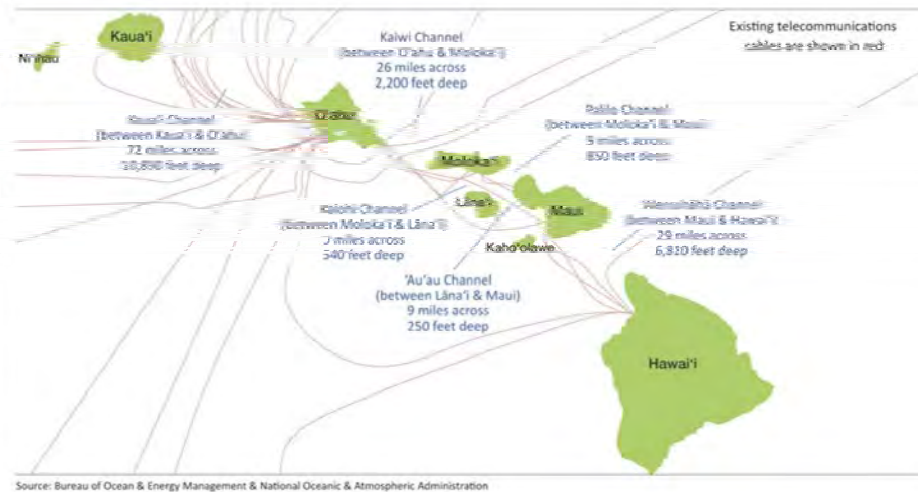 Existing telecommunications
cables are shown in red
Kaua'i
Ni'ihau
Kaiwi Channel
(between O'ahu & Moloka'i)
26 miles across
2,200 feet deep
O'ahu
Kaua'i Channel
(between Kaua'i & O'ahu)
72 miles across
feet deep
Pailolo Channel
(between Moloka'i & Maui)
miles across
850 feet deep
Moloka'i
Lāna'i
Maui
Kaho'olawe
Kalohi Channel
(between Moloka'i & Lāna'i)
miles across
540 feet deep
Channel
(between Maui & Hawai'i)
29 miles across
6,810 feet deep
'Au'au Channel
(between Lāna'i & Maui)
9 miles across
250 feet deep
Hawai'i
Source: Bureau of Ocean & Energy Management & National Oceanic & Atmospheric Administration